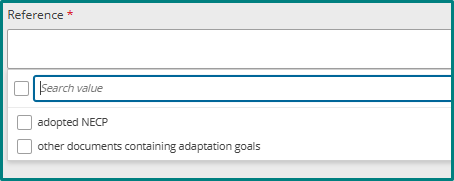 Reference *
Search value
adopted NECP
other documents containing adaptation goals